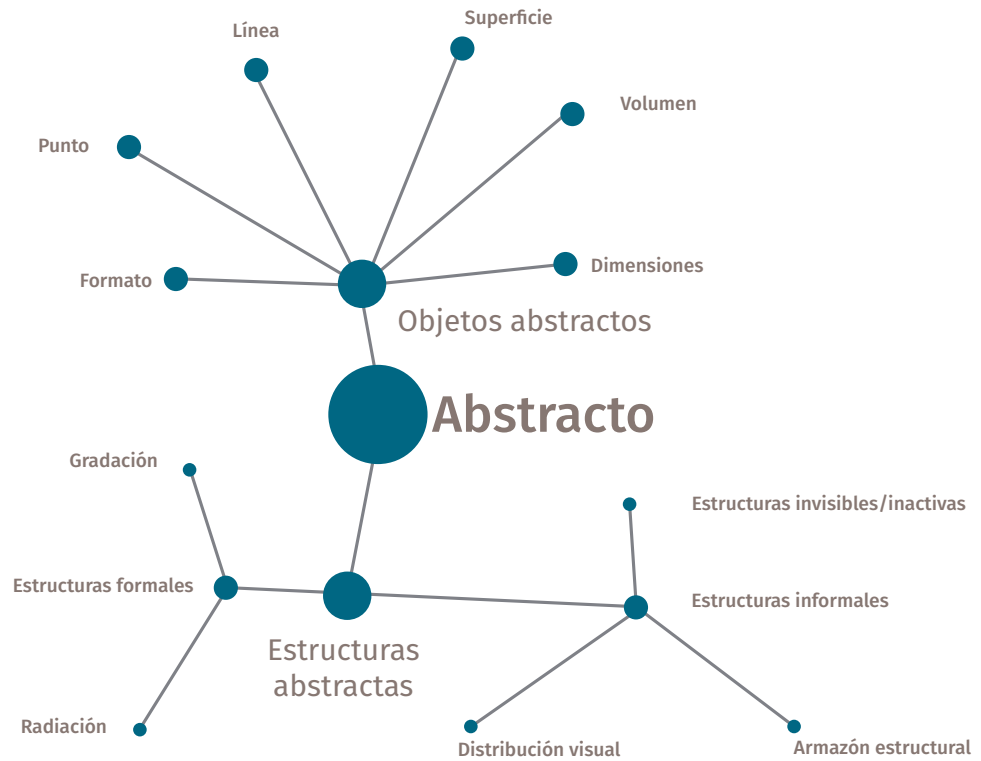 Superficie
Línea
Volumen
Punto
Dimensiones
Formato
Objetos abstractos
Abstracto
Gradación
Estructuras invisibles/inactivas
Estructuras formales
Estructuras informales
Estructuras
abstractas
Radiación
Distribución visual
Armazón estructural